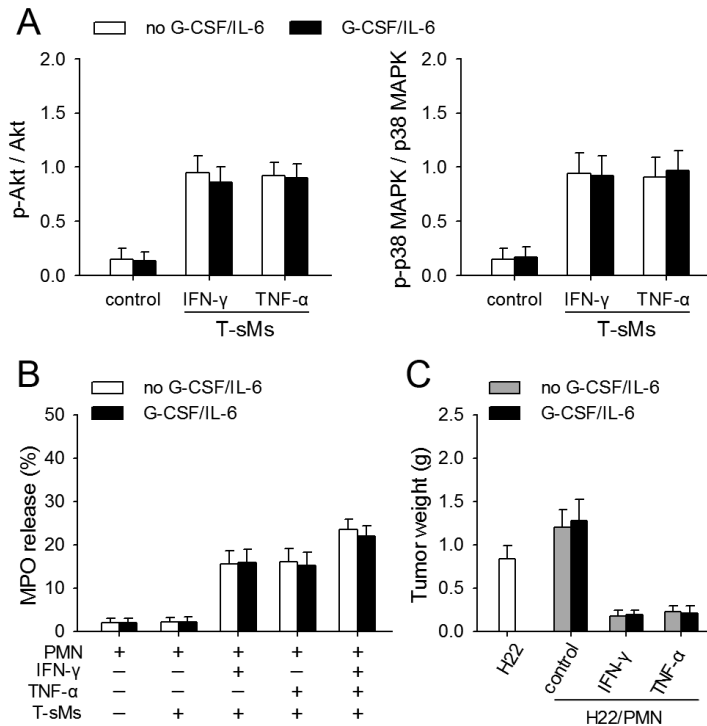 A
no G-CSF/IL-6 G-CSF/IL-6
p-Akt / Akt
2.0
1.5
1.0
0.5
0.0
control IFN-γ TNF-α
T-sMs
p-p38 MAPK / p38 MAPK
2.0
1.5
1.0
0.5
0.0
control IFN-γ TNF-α
T-sMs
B
no G-CSF/IL-6
G-CSF/IL-6
MPO release (%)
50
40
30
20
10
0
PMN + + + + +
IFN-γ – – + – +
TNF-α – – – + +
T-sMs – + + + +
C
no G-CSF/IL-6
G-CSF/IL-6
Tumor weight (g)
2.5
2.0
1.5
1.0
0.5
0.0
H22 control IFN-γ TNF-α
H22/PMN